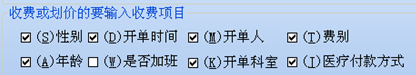 收费或划价的要输入收费项目
(S)性别 (D)开单时间 (M)开单人 (T)费别
(A)年龄 (W)是否加班 (K)开单科室 (I)医疗付款方式